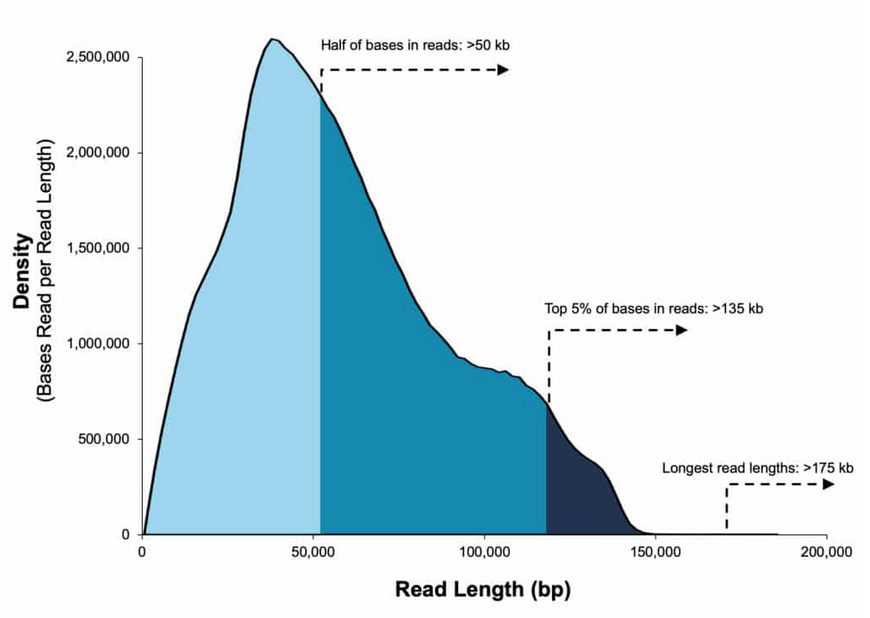 Half of bases in reads: >50 kb
Top 5% of bases in reads: >135 kb
Longest read lengths: >175 kb
Density
(Bases Read per Read Length)
2,500,000
2,000,000
1,500,000
1,000,000
500,000
0
0
50,000
100,000
150,000
200,000
Read Length (bp)